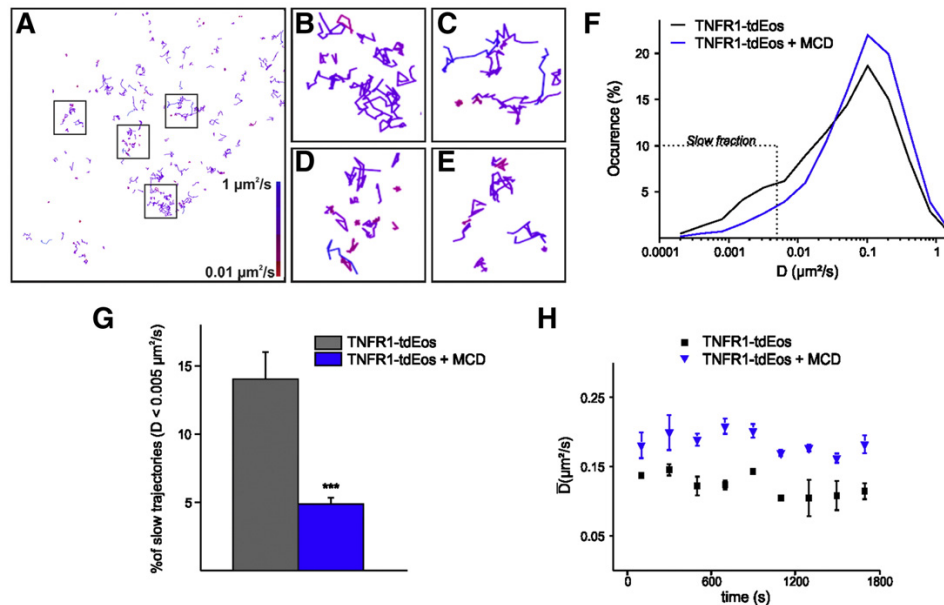 A
1 µm²/s
0.01 µm²/s
B
C
D
E
F
TNFR1-tdEos
TNFR1-tdEos + MCD
Occurrence (%)
20
15
10
5
Slow fraction
0.0001
0.001
0.01
0.1
1
D (µm²/s)
G
TNFR1-tdEos
TNFR1-tdEos + MCD
%of slow trajectories (D < 0.005 µm²/s)
15
10
5
***
H
TNFR1-tdEos
TNFR1-tdEos + MCD
D̅(µm²/s)
0.25
0.15
0.05
0
600
1200
1800
time (s)